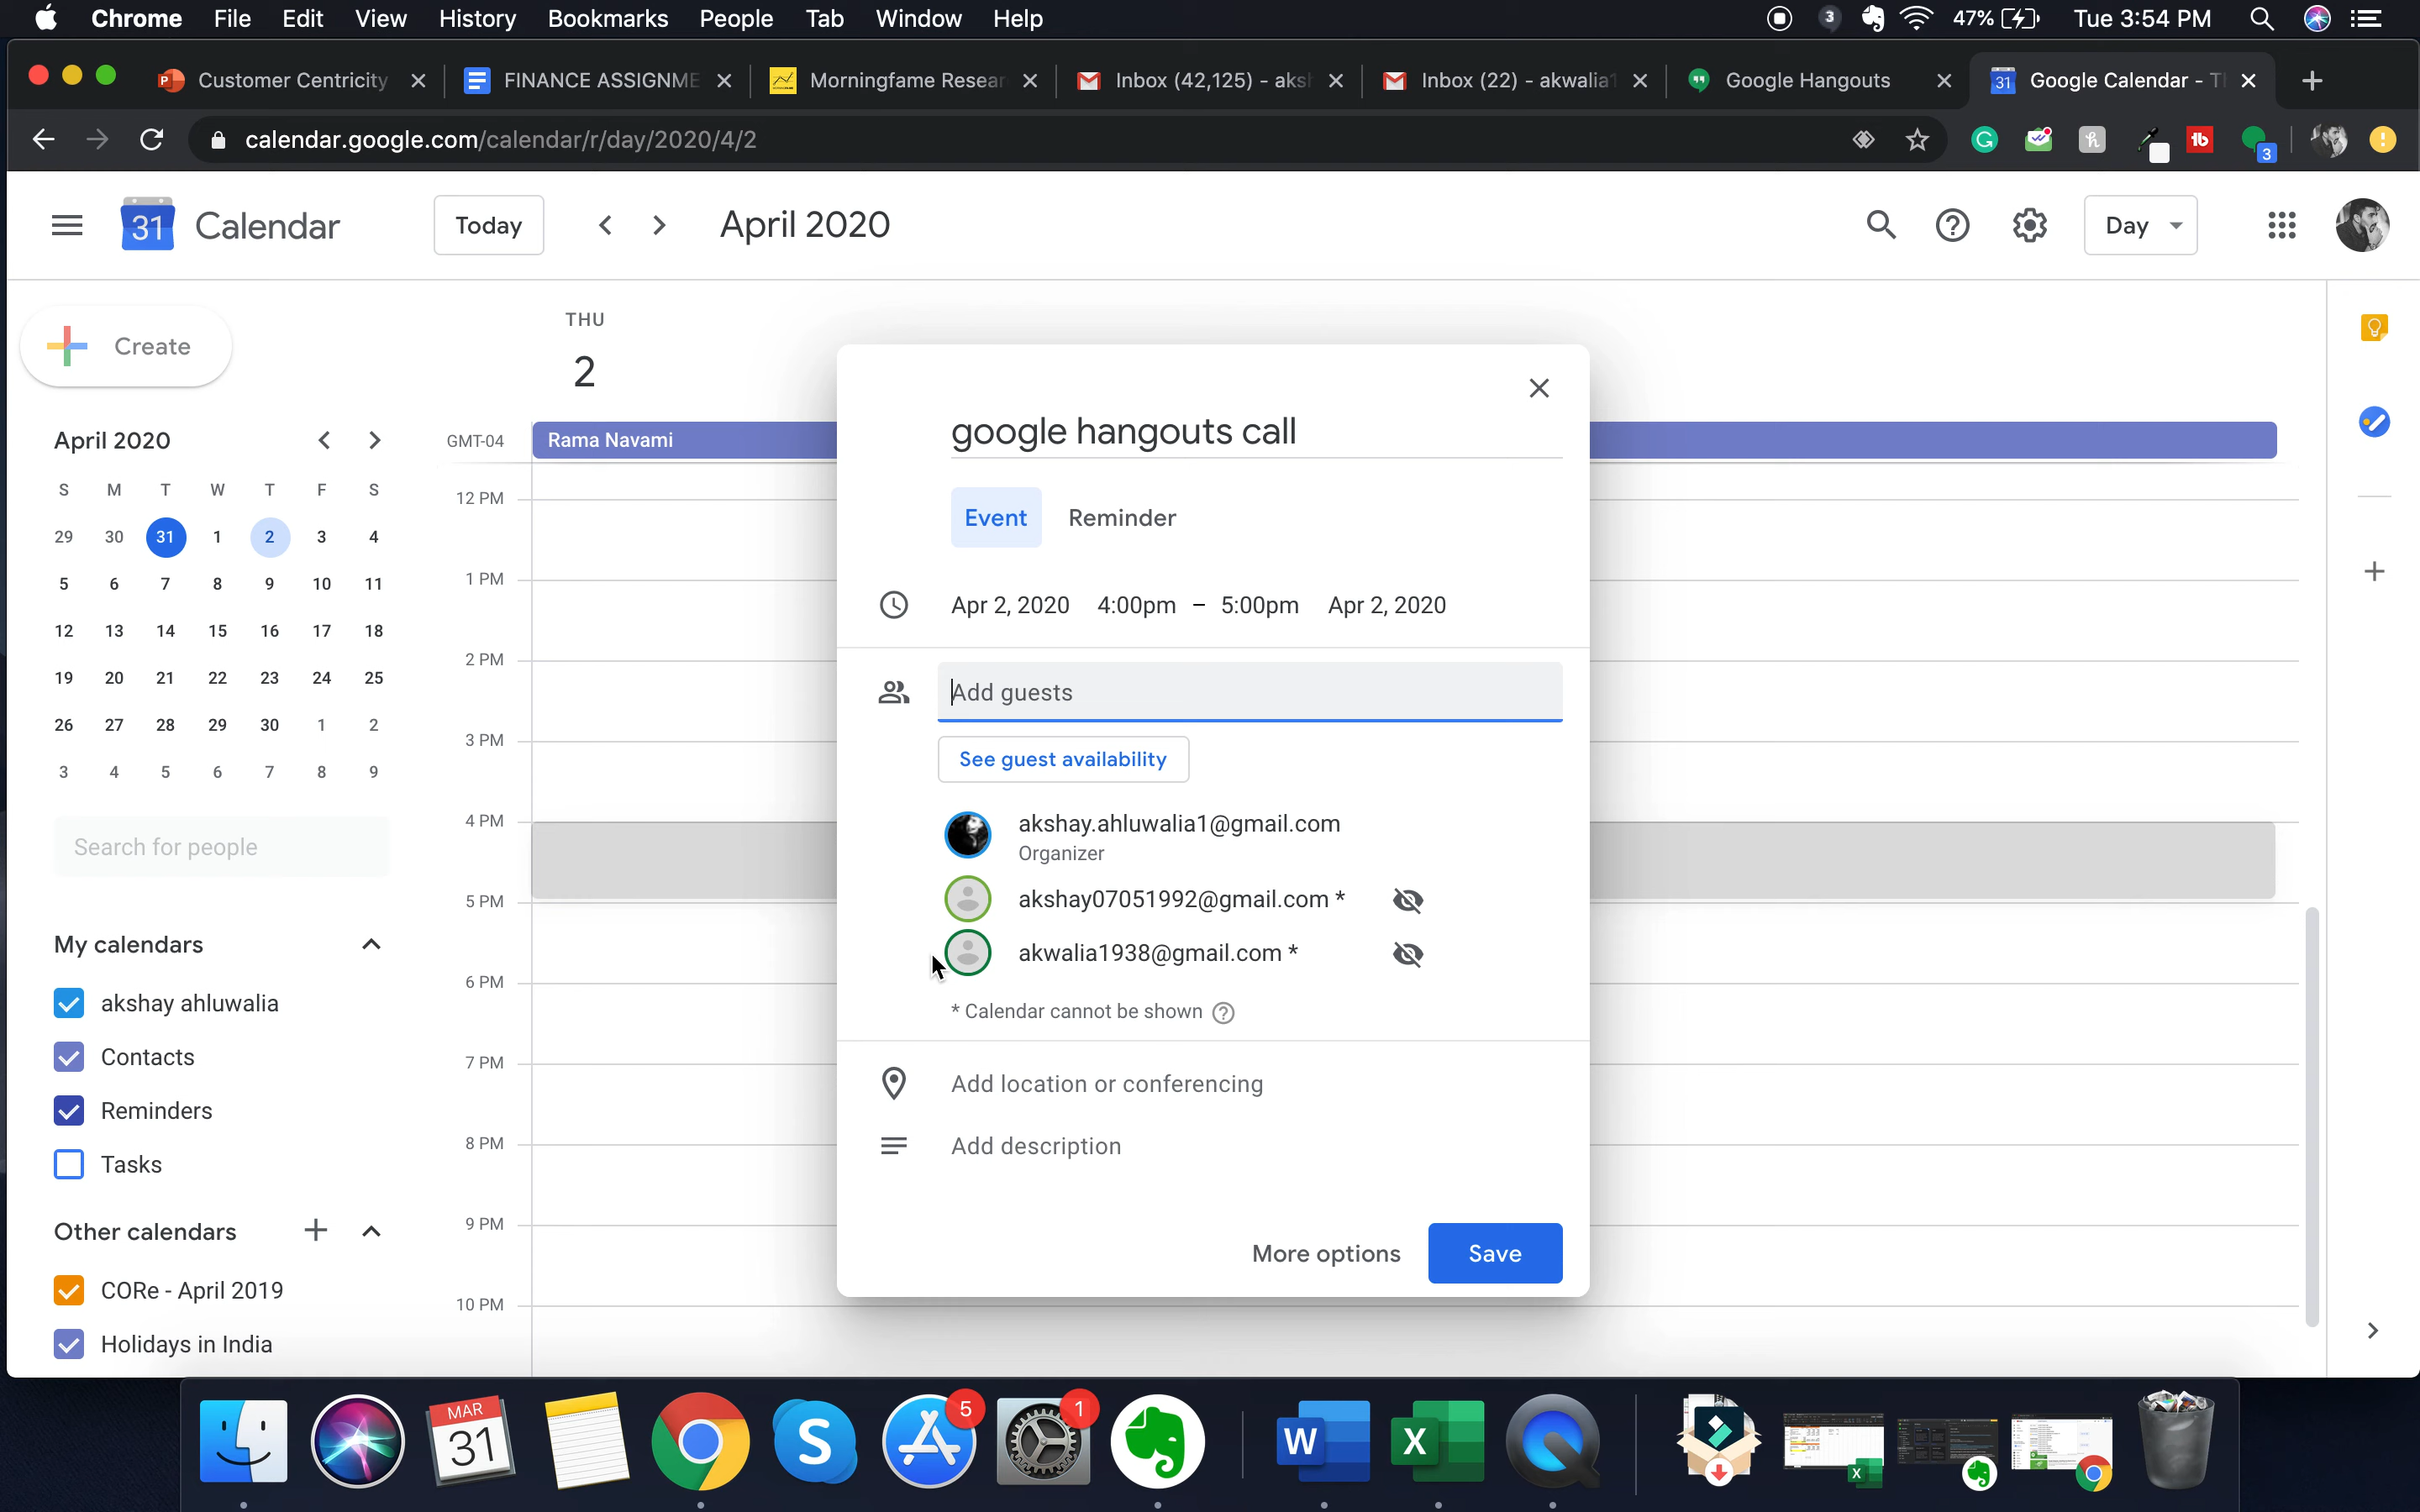 Chrome File Edit View History Bookmarks People Tab Window Help 3 47% Tue 3:54 PM
Customer Centricity FINANCE ASSIGNME Morningfame Resear Inbox (42,125) - aksh Inbox (22) - akwalia1 Google Hangouts 31 Google Calendar - T
calendar.google.com/calendar/r/day/2020/4/2 3
31 Calendar Today April 2020 Day
Create
THU
2
GMT-04 Rama Navami
April 2020
S M T W T F S
29 30 31 1 2 3 4
5 6 7 8 9 10 11
12 13 14 15 16 17 18
19 20 21 22 23 24 25
26 27 28 29 30 1 2
3 4 5 6 7 8 9
Search for people
My calendars
akshay ahluwalia
Contacts
Reminders
Tasks
Other calendars
CORe - April 2019
Holidays in India
12 PM
1 PM
2 PM
3 PM
4 PM
5 PM
6 PM
7 PM
8 PM
9 PM
10 PM
google hangouts call
Event Reminder
Apr 2, 2020 4:00pm – 5:00pm Apr 2, 2020
Add guests
See guest availability
akshay.ahluwalia1@gmail.com
Organizer
akshay07051992@gmail.com *
akwalia1938@gmail.com *
* Calendar cannot be shown
Add location or conferencing
Add description
More options Save
MAR
31 S 5 1 W X